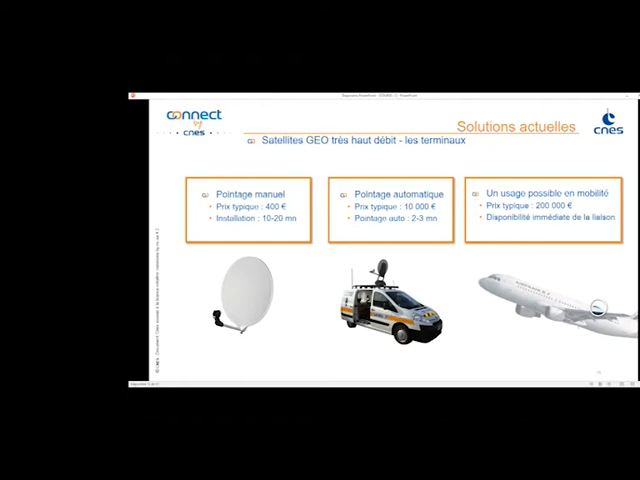 connect
by
cnes
Solutions actuelles
cnes
Satellites GEO très haut débit - les terminaux
Pointage manuel
• Prix typique : 400 €
• Installation : 10-20 mn
Pointage automatique
• Prix typique : 10 000 €
• Pointage auto : 2-3 mn
Un usage possible en mobilité
• Prix typique : 200 000 €
• Disponibilité immédiate de la liaison